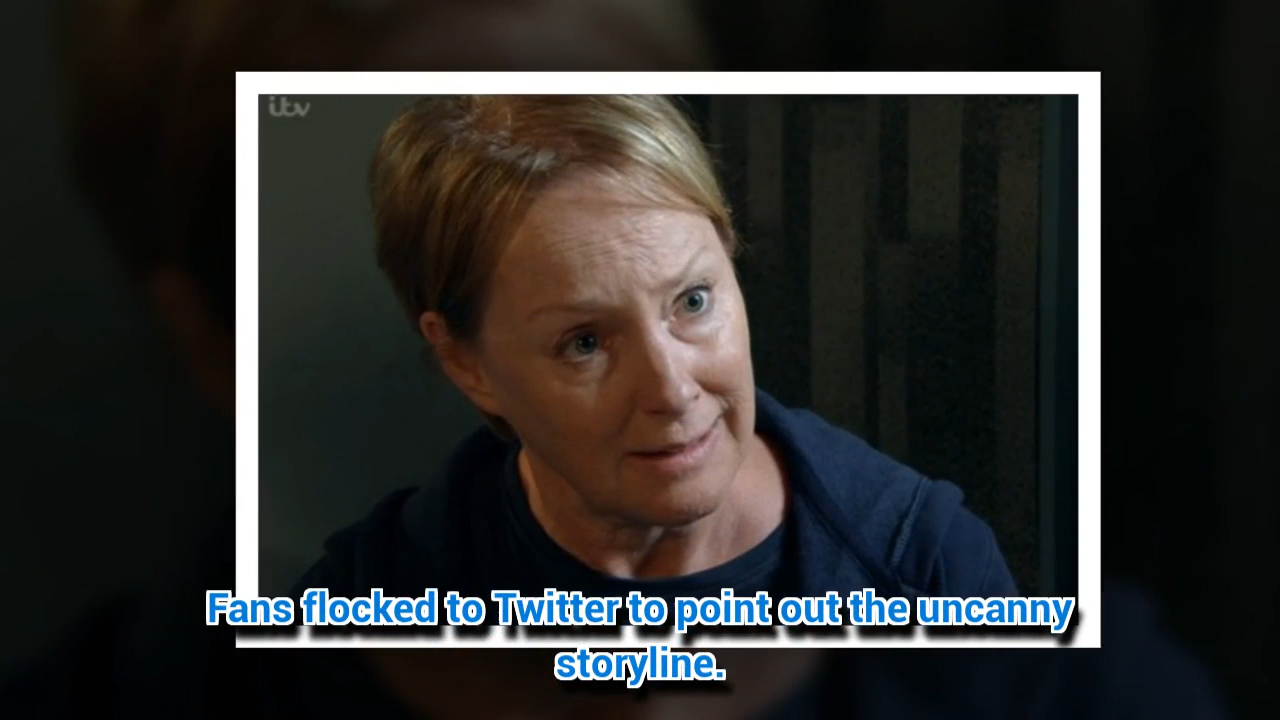 itv
Fans flocked to Twitter to point out the uncanny
storyline.